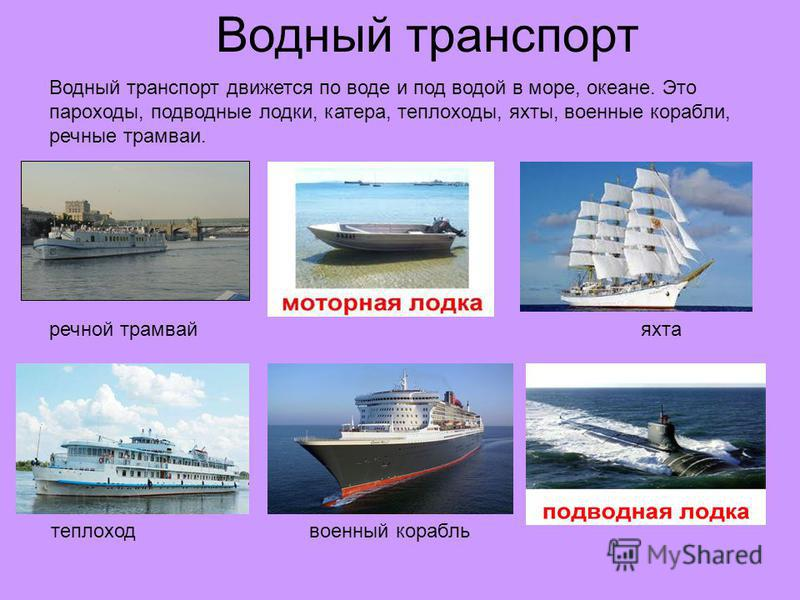 Водный транспорт
Водный транспорт движется по воде и под водой в море, океане. Это
пароходы, подводные лодки, катера, теплоходы, яхты, военные корабли,
речные трамваи.
моторная лодка
речной трамвай
яхта
теплоход
военный корабль
подводная лодка
MyShared